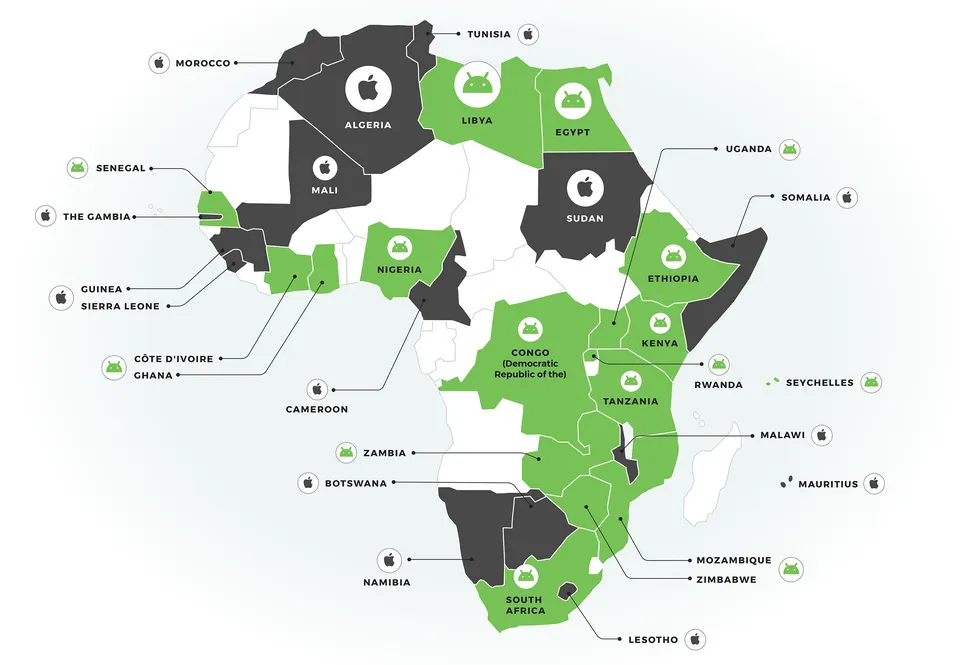 TUNISIA
MOROCCO
ALGERIA
LIBYA
EGYPT
UGANDA
SENEGAL
MALI
SOMALIA
THE GAMBIA
SUDAN
NIGERIA
ETHIOPIA
GUINEA
SIERRA LEONE
KENYA
CÔTE D'IVOIRE
GHANA
CONGO
(Democratic
Republic of the)
RWANDA
SEYCHELLES
TANZANIA
CAMEROON
MALAWI
ZAMBIA
BOTSWANA
MAURITIUS
MOZAMBIQUE
ZIMBABWE
NAMIBIA
SOUTH
AFRICA
LESOTHO